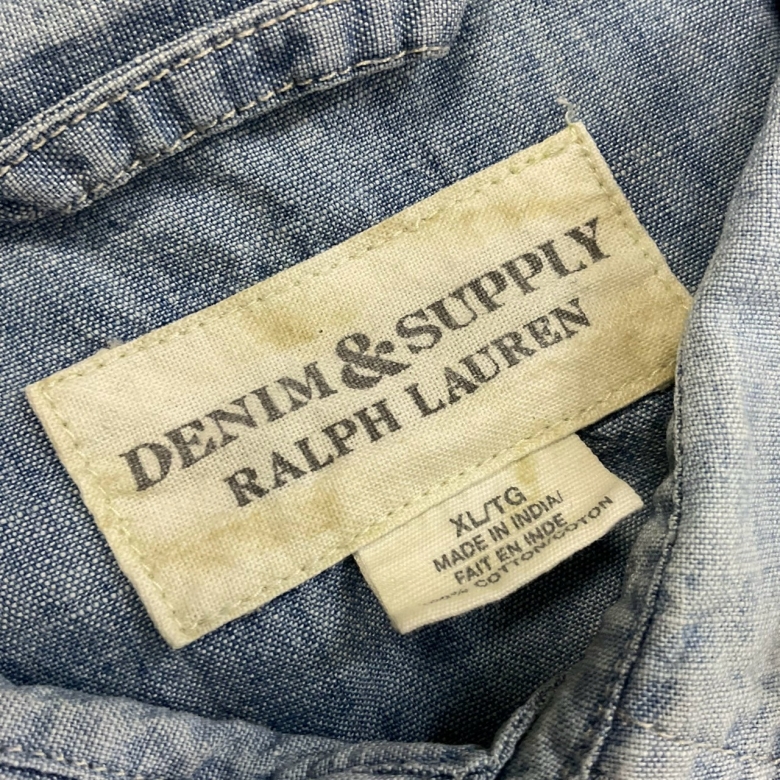 DENIM & SUPPLY
RALPH LAUREN
XL/TG
MADE IN INDIA/
FAIT EN INDE
COTTON/COTON